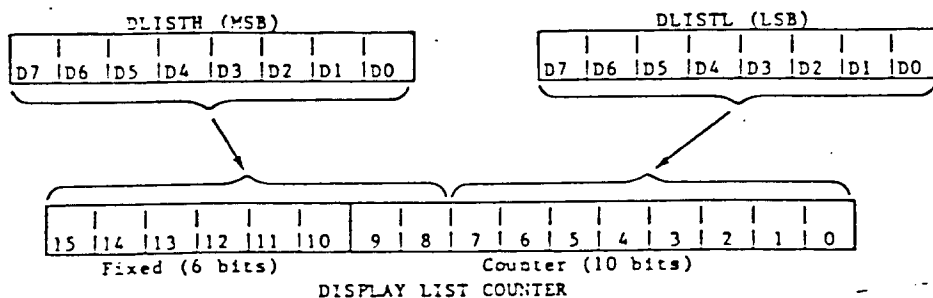 DLISTH (MSB) DLISTL (LSB)
D7 D6 D5 D4 D3 D2 D1 D0 D7 D6 D5 D4 D3 D2 D1 D0
15 14 13 12 11 10 9 8 7 6 5 4 3 2 1 0
Fixed (6 bits) Counter (10 bits)
DISPLAY LIST COUNTER